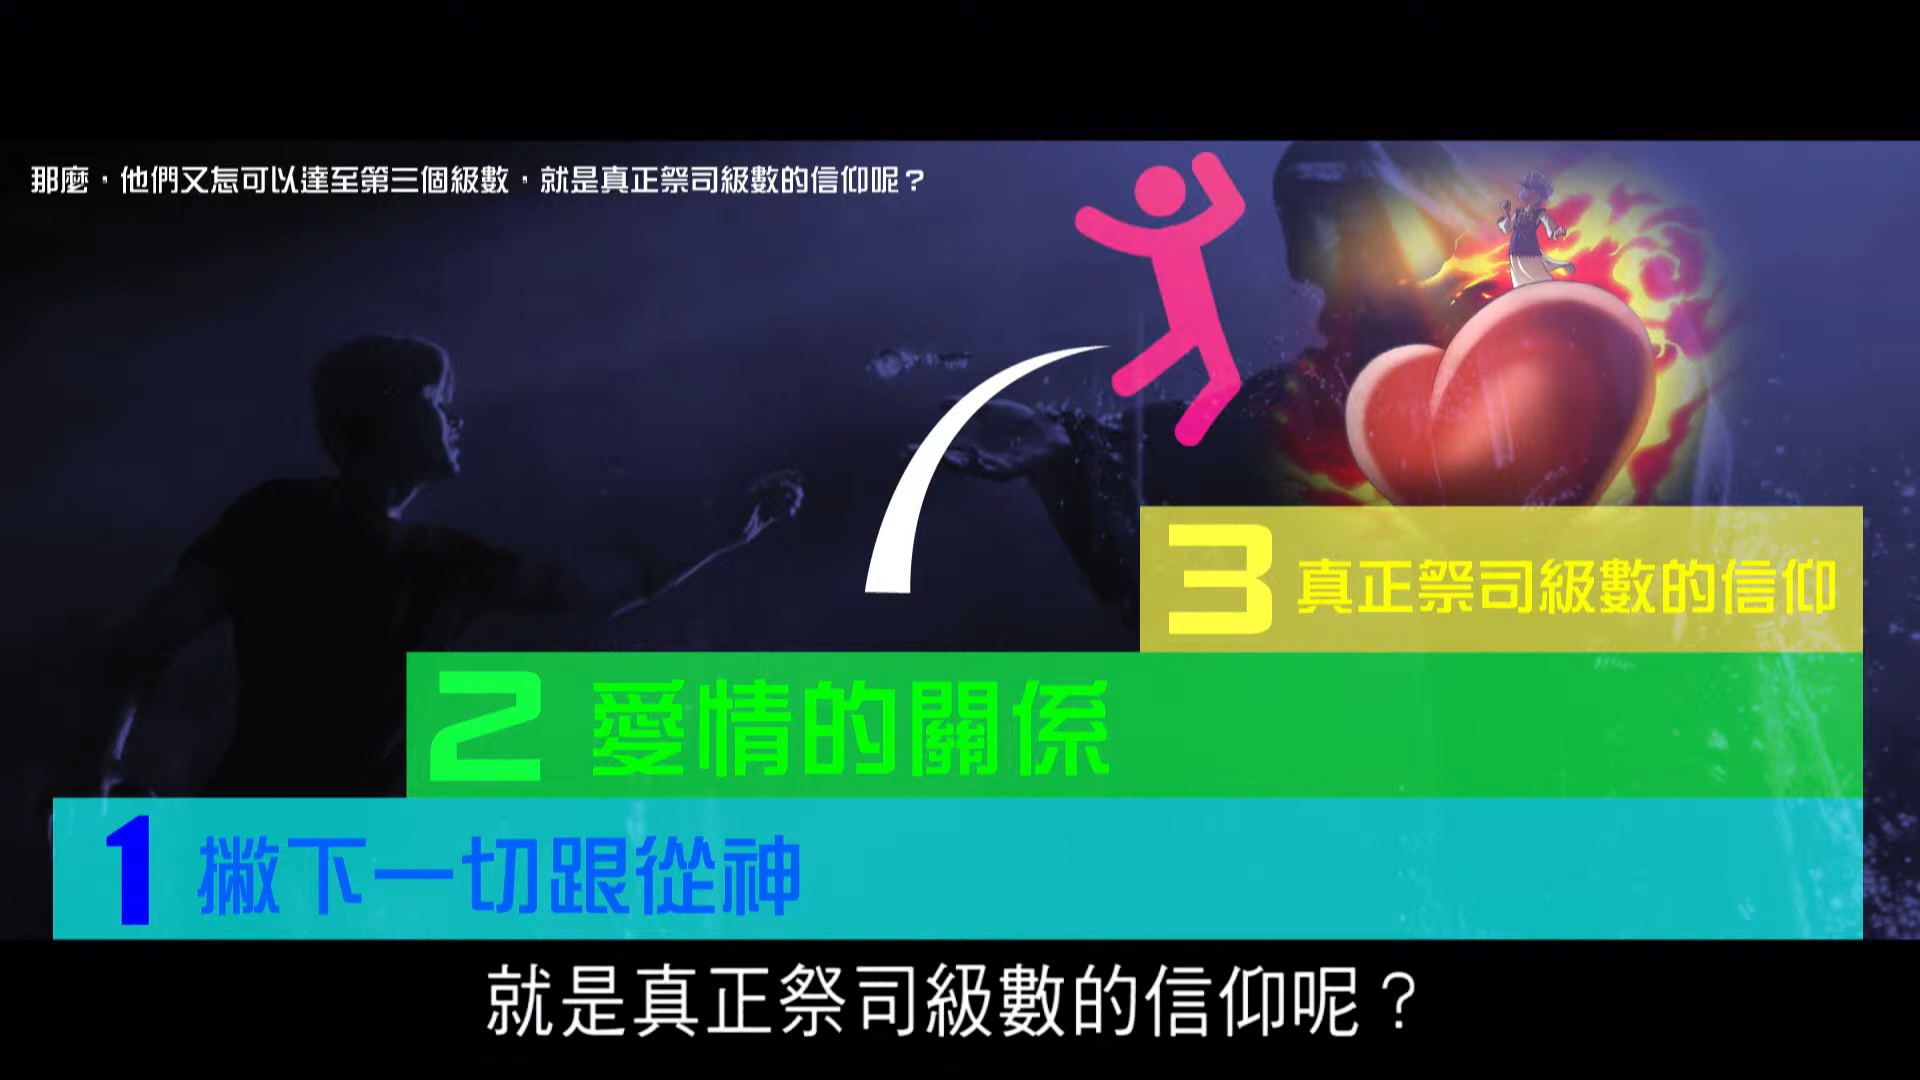 那麼，他們又怎可以達至第三個級數，就是真正祭司級數的信仰呢？
3 真正祭司級數的信仰
2 愛情的關係
1 撇下一切跟從神
就是真正祭司級數的信仰呢？